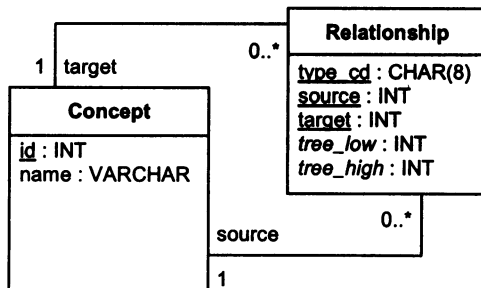 Relationship
0..*
type_cd : CHAR(8)
source : INT
target : INT
tree_low : INT
tree_high : INT
1 target
Concept
id : INT
name : VARCHAR
0..*
source
1